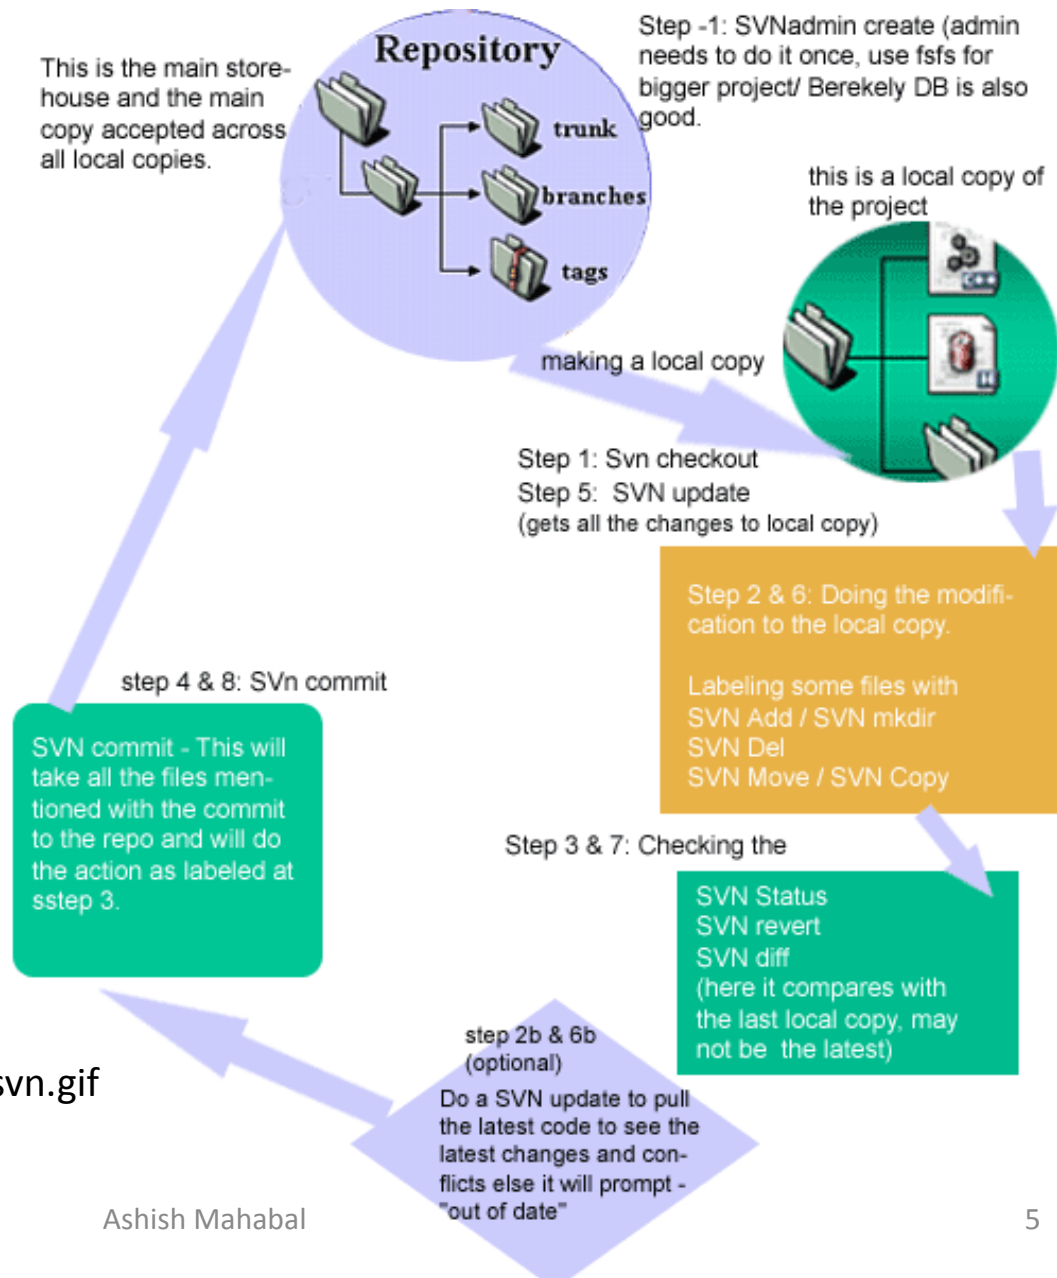 This is the main store-
house and the main
copy accepted across
all local copies.
Repository
trunk
branches
tags
Step -1: SVNadmin create (admin
needs to do it once, use fsfs for
bigger project/ Berekely DB is also
good.
this is a local copy of
the project
C++
H
making a local copy
Step 1: Svn checkout
Step 5: SVN update
(gets all the changes to local copy)
Step 2 & 6: Doing the modifi-
cation to the local copy.
Labeling some files with
SVN Add / SVN mkdir
SVN Del
SVN Move / SVN Copy
Step 3 & 7: Checking the
SVN Status
SVN revert
SVN diff
(here it compares with
the last local copy, may
not be the latest)
step 2b & 6b
(optional)
Do a SVN update to pull
the latest code to see the
latest changes and con-
flicts else it will prompt -
"out of date"
step 4 & 8: SVn commit
SVN commit - This will
take all the files men-
tioned with the commit
to the repo and will do
the action as labeled at
sstep 3.
svn.gif
Ashish Mahabal
5